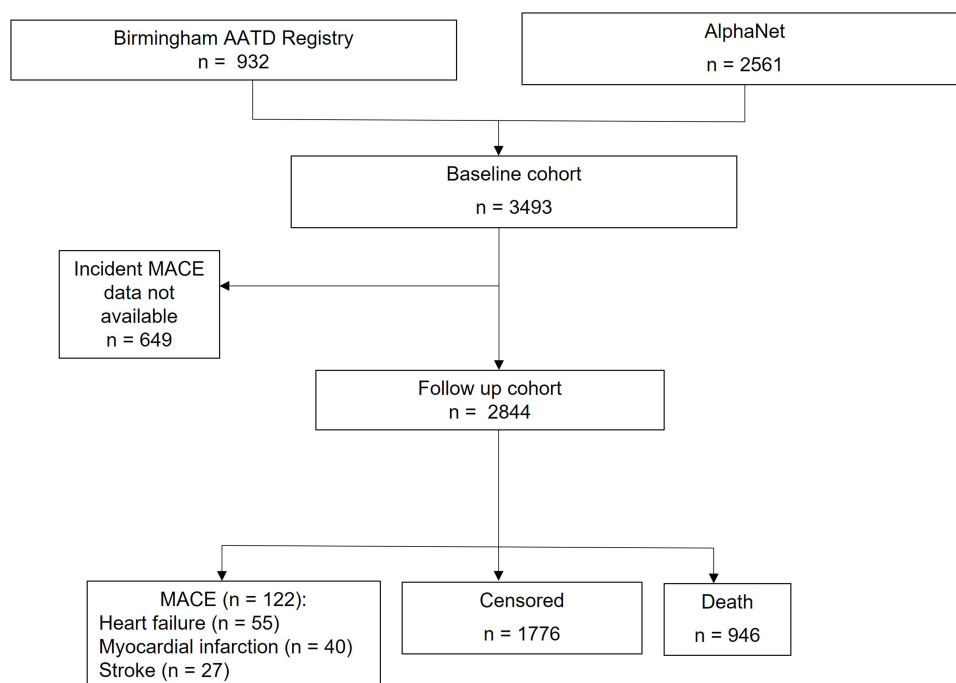 Birmingham AATD Registry
n = 932
AlphaNet
n = 2561
Baseline cohort
n = 3493
Incident MACE
data not
available
n = 649
Follow up cohort
n = 2844
MACE (n = 122):
Heart failure (n = 55)
Myocardial infarction (n = 40)
Stroke (n = 27)
Censored
n = 1776
Death
n = 946